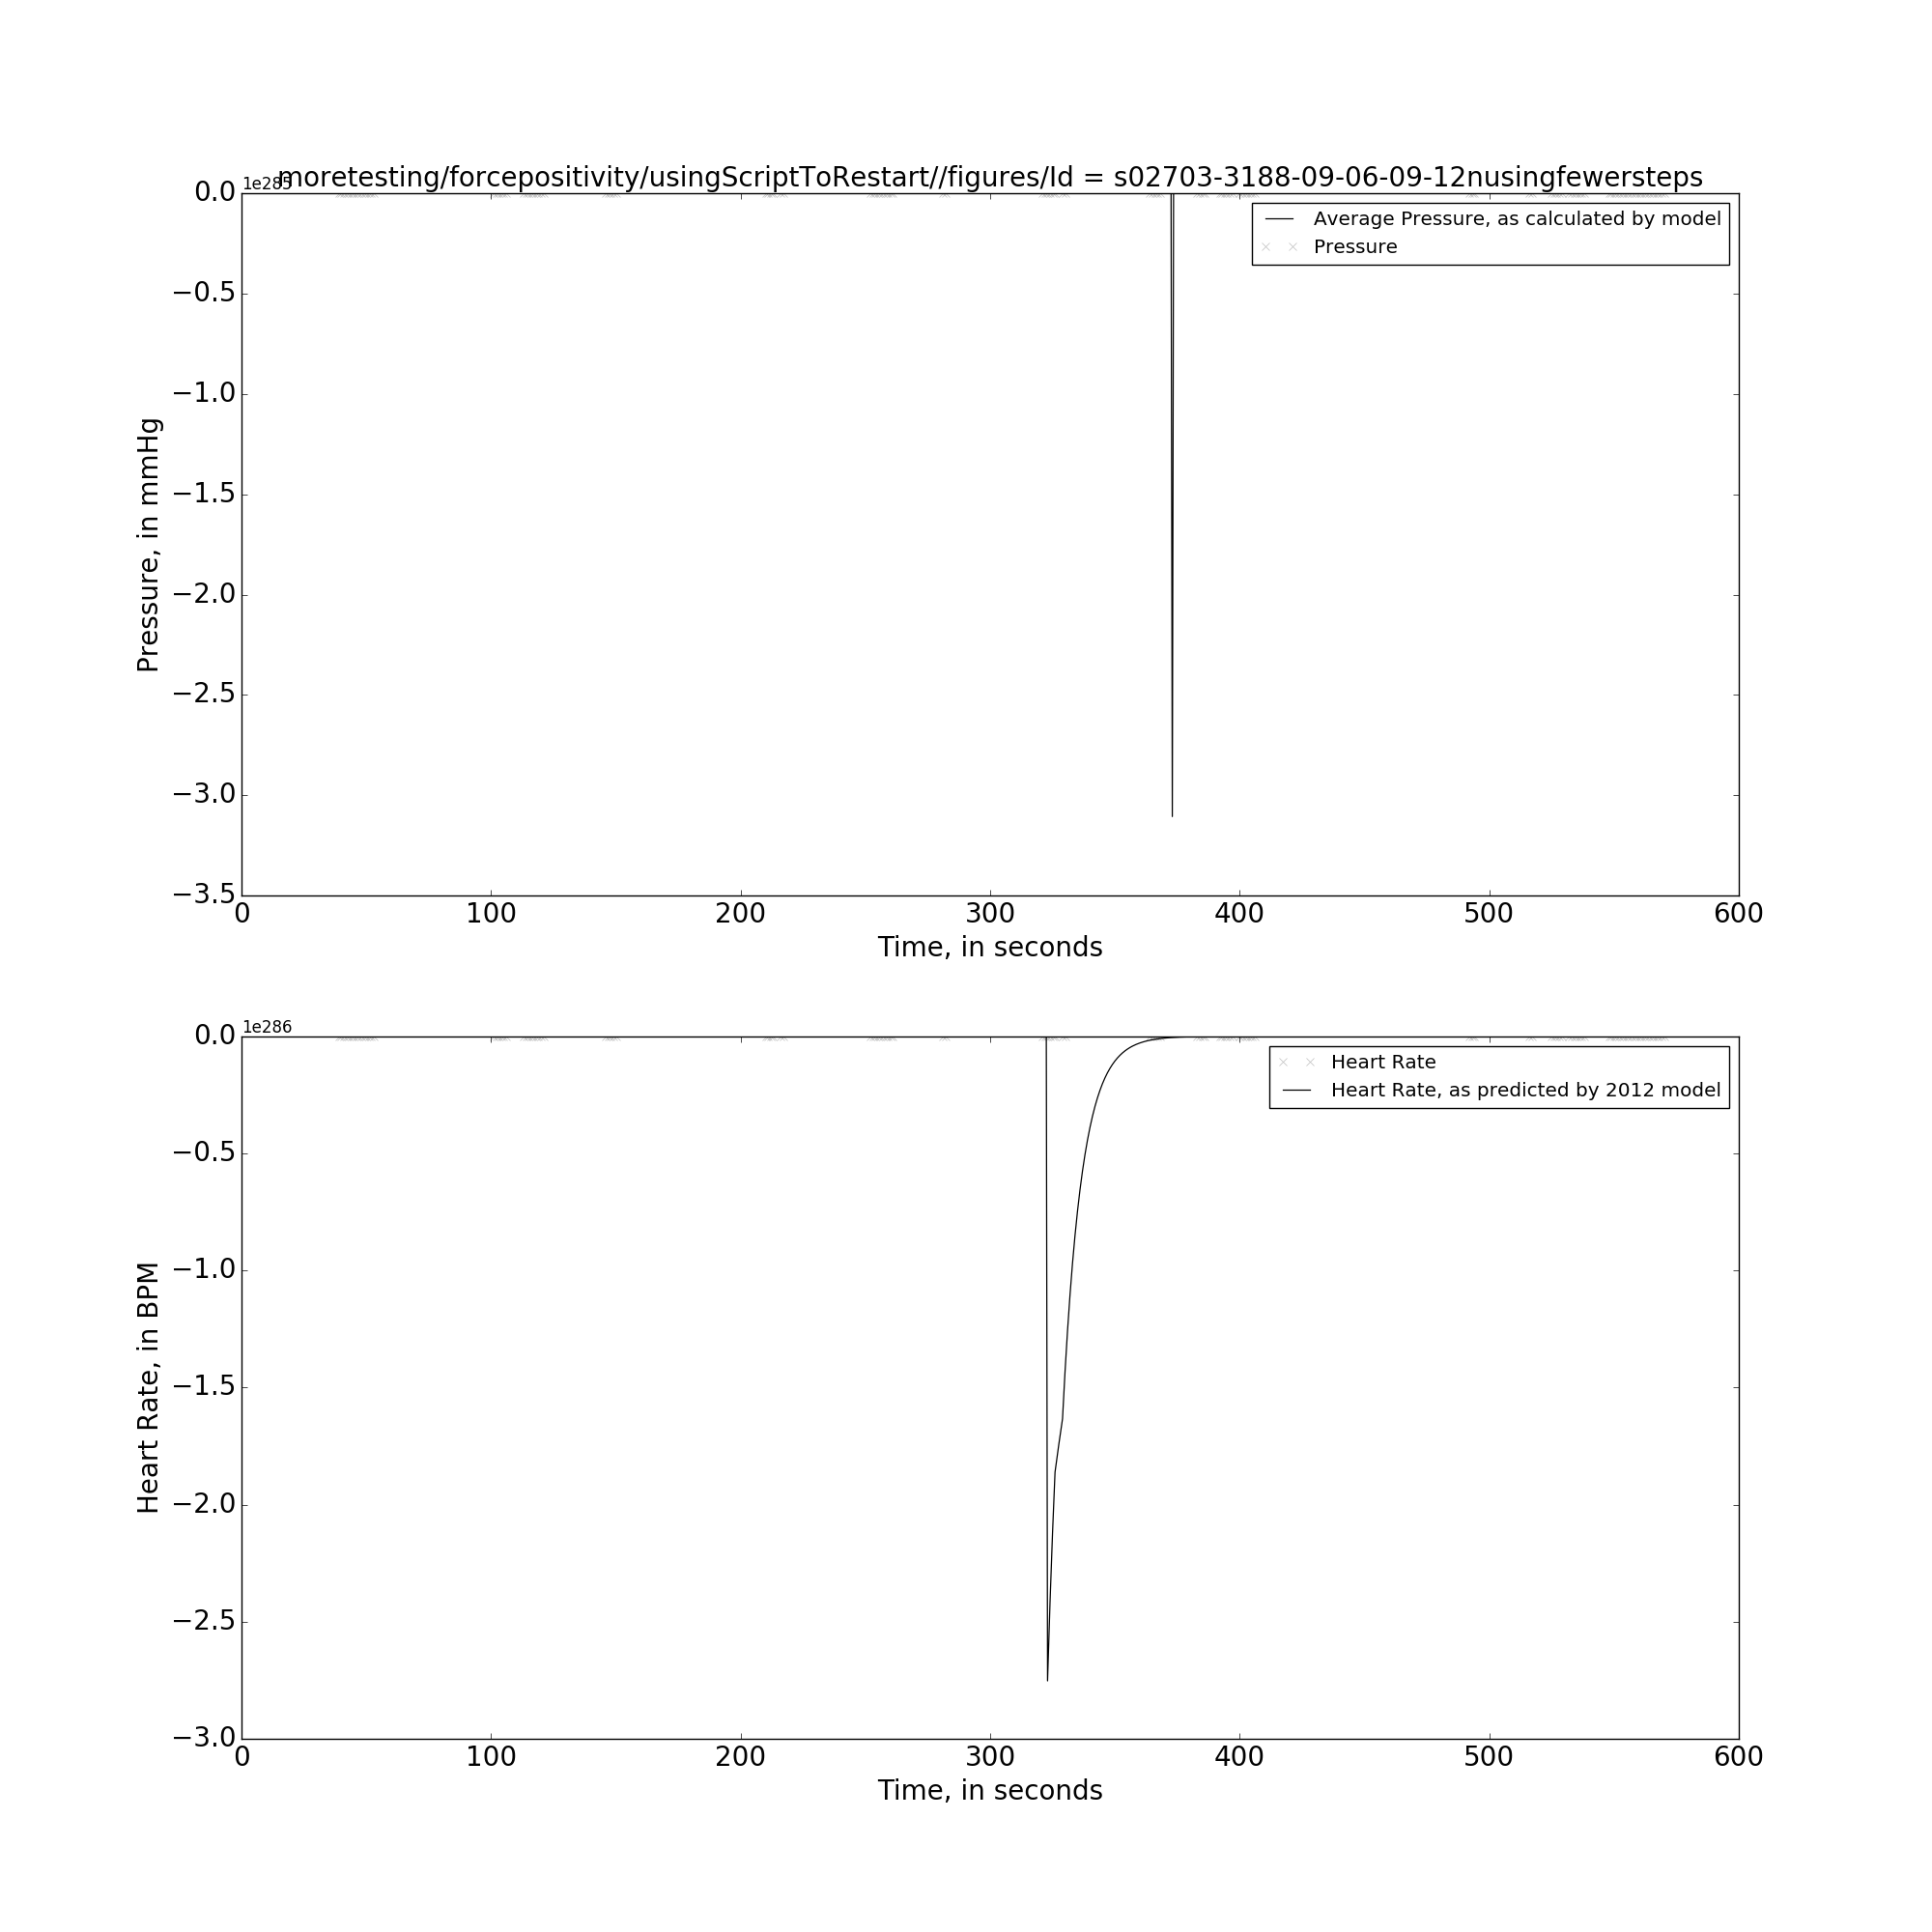 moretesting/forcepositivity/usingScriptToRestart//figures/Id = s02703-3188-09-06-09-12nusingfewersteps
1e285
0.0
−0.5
−1.0
−1.5
−2.0
−2.5
−3.0
−3.5
Pressure, in mmHg
Average Pressure, as calculated by model
Pressure
0 100 200 300 400 500 600
Time, in seconds
1e286
0.0
−0.5
−1.0
−1.5
−2.0
−2.5
−3.0
Heart Rate, in BPM
Heart Rate
Heart Rate, as predicted by 2012 model
0 100 200 300 400 500 600
Time, in seconds